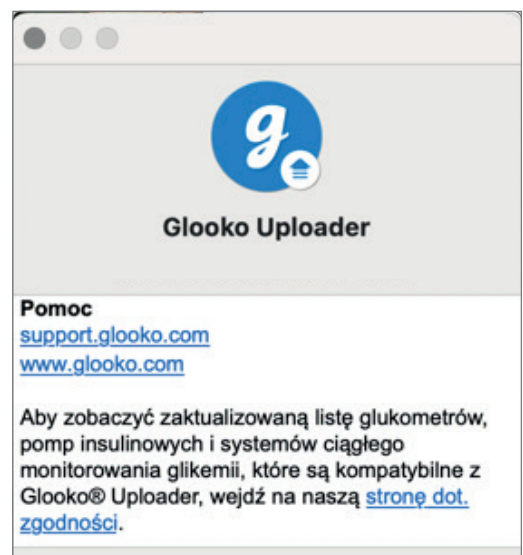 g
Glooko Uploader
Pomoc
support.glooko.com
www.glooko.com
Aby zobaczyć zaktualizowaną listę glukometrów,
pomp insulinowych i systemów ciągłego
monitorowania glikemii, które są kompatybilne z
Glooko® Uploader, wejdź na naszą stronę dot.
zgodności.